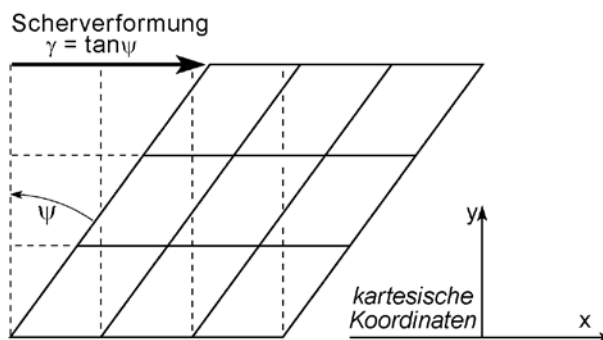 Scherverformung
γ = tanψ
ψ
y
kartesische
Koordinaten
x